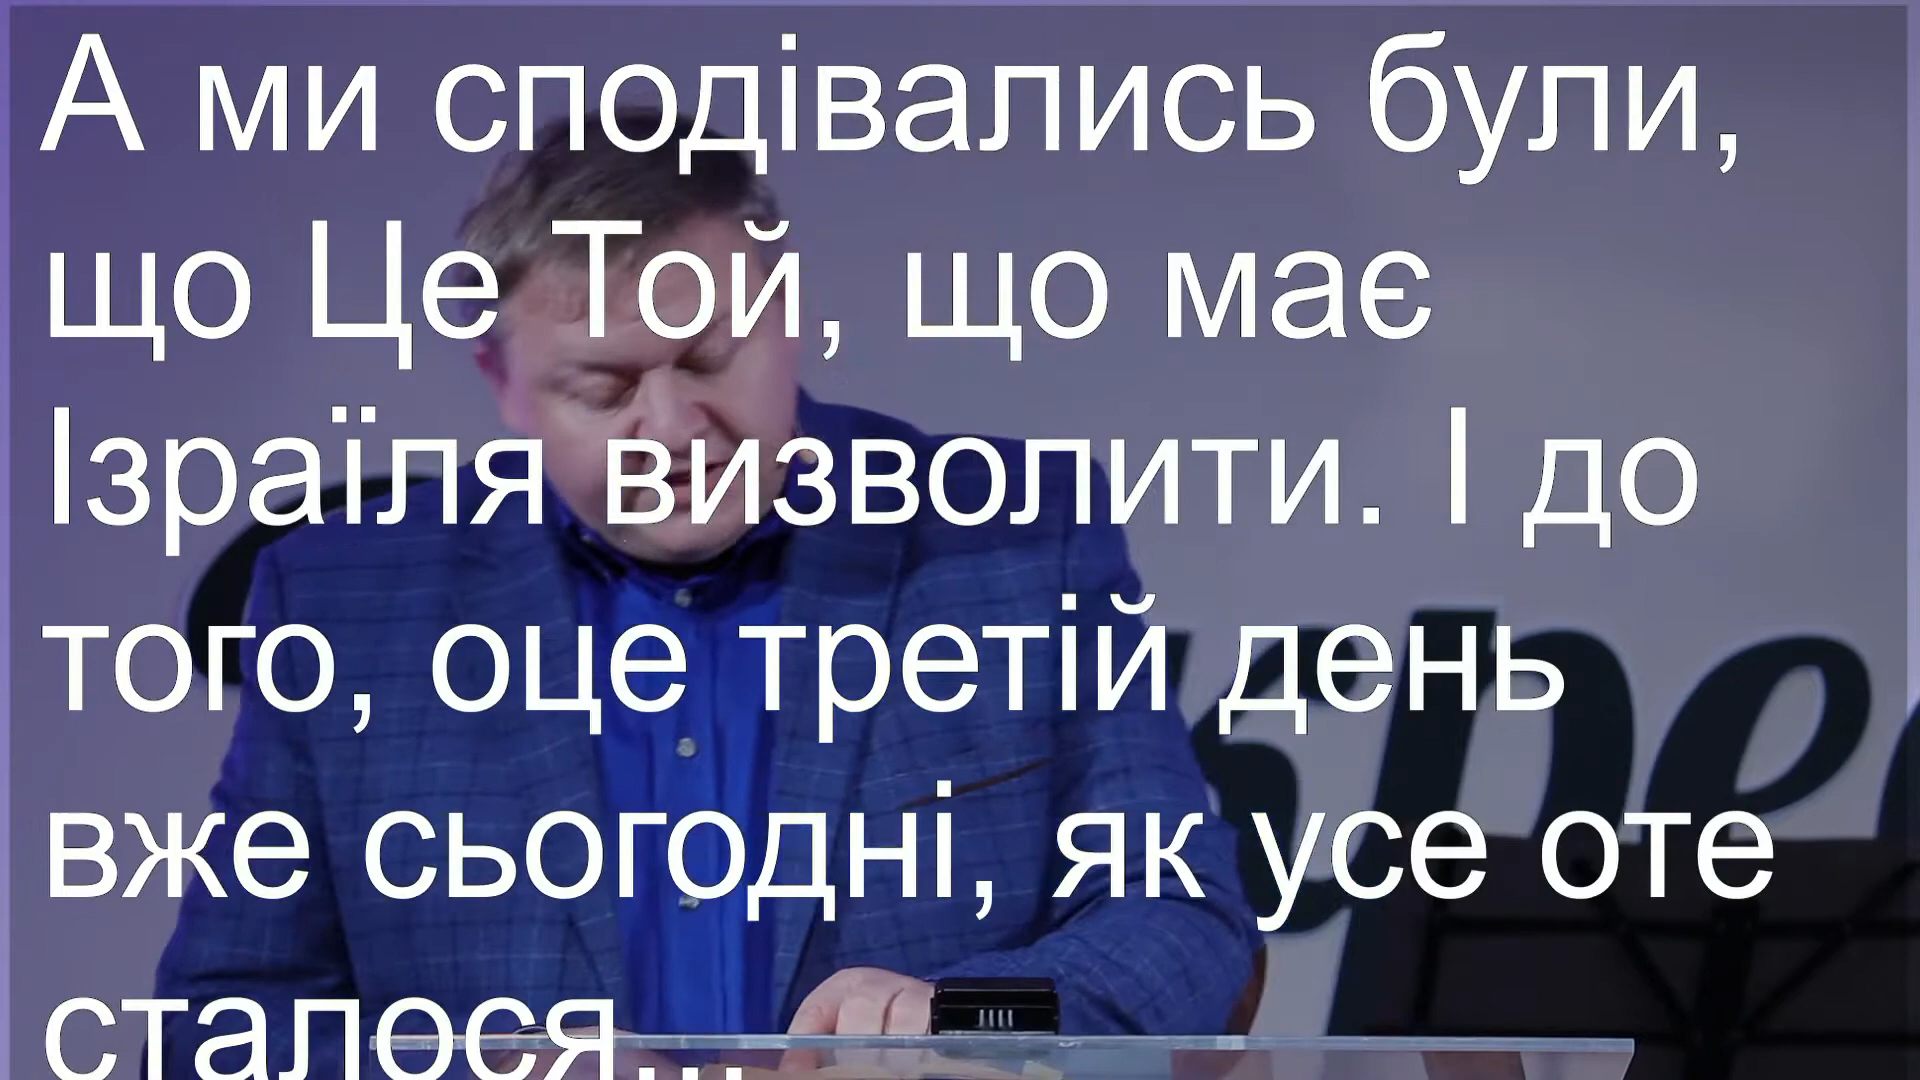 А ми сподівались були,
що Це Той, що має
Ізраїля визволити. І до
того, оце третій день
вже сьогодні, як усе оте
сталося...